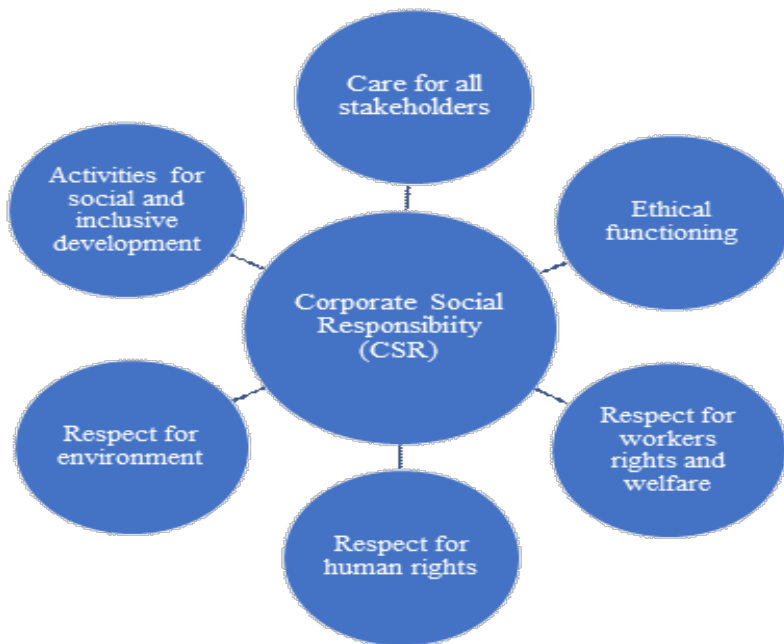 Care for all
stakeholders
Activities for
social and
inclusive
development
Ethical
functioning
Corporate Social
Responsibiity
(CSR)
Respect for
environment
Respect for
workers
rights and
welfare
Respect for
human rights